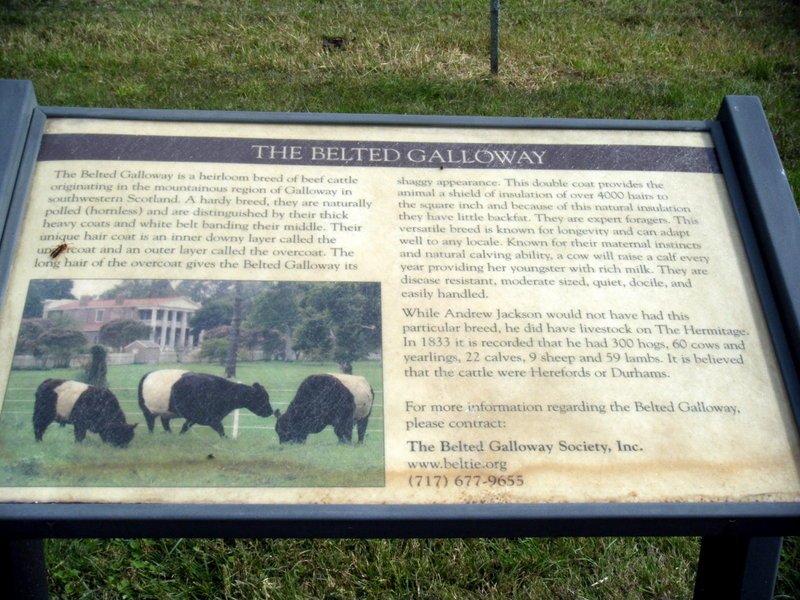 THE BELTED GALLOWAY
The Belted Galloway is a heirloom breed of beef cattle
originating in the mountainous region of Galloway in
southwestern Scotland. A hardy breed, they are naturally
polled (hornless) and are distinguished by their thick
heavy coats and white belt banding their middle. Their
unique hair coat is an inner downy layer called the
undercoat and an outer layer called the overcoat. The
long hair of the overcoat gives the Belted Galloway its
shaggy appearance. This double coat provides the
animal a shield of insulation of over 4000 hairs to
the square inch and because of this natural insulation
they have little backfat. They are expert foragers. This
versatile breed is known for longevity and can adapt
well to any locale. Known for their maternal instincts
and natural calving ability, a cow will raise a calf every
year providing her youngster with rich milk. They are
disease resistant, moderate sized, quiet, docile, and
easily handled.
While Andrew Jackson would not have had this
particular breed, he did have livestock on The Hermitage.
In 1833 it is recorded that he had 300 hogs, 60 cows and
yearlings, 22 calves, 9 sheep and 59 lambs. It is believed
that the cattle were Herefords or Durhams.
For more information regarding the Belted Galloway,
please contract:
The Belted Galloway Society, Inc.
www.beltie.org
(717) 677-9655